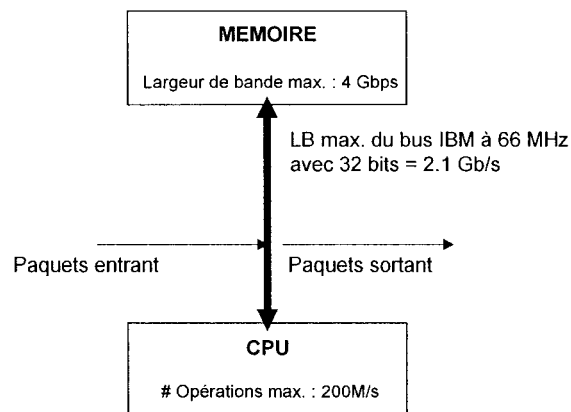 MEMOIRE
Largeur de bande max. : 4 Gbps
LB max. du bus IBM à 66 MHz
avec 32 bits = 2.1 Gb/s
Paquets entrant
Paquets sortant
CPU
# Opérations max. : 200M/s